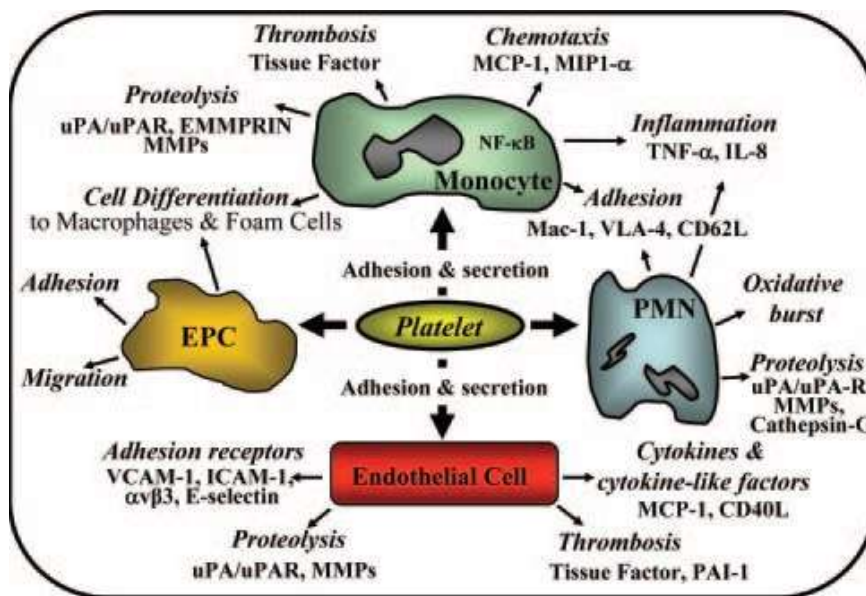 Thrombosis
Tissue Factor
Chemotaxis
MCP-1, MIP1-α
Proteolysis
uPA/uPAR, EMMPRIN
MMPs
NF-κB
Monocyte
Inflammation
TNF-α, IL-8
Cell Differentiation
to Macrophages & Foam Cells
Adhesion
Mac-1, VLA-4, CD62L
Adhesion & secretion
Adhesion
EPC
Migration
Platelet
PMN
Oxidative
burst
Proteolysis
uPA/uPA-R
MMPs,
Cathepsin-G
Adhesion & secretion
Adhesion receptors
VCAM-1, ICAM-1,
αvβ3, E-selectin
Endothelial Cell
Cytokines &
cytokine-like factors
MCP-1, CD40L
Proteolysis
uPA/uPAR, MMPs
Thrombosis
Tissue Factor, PAI-1